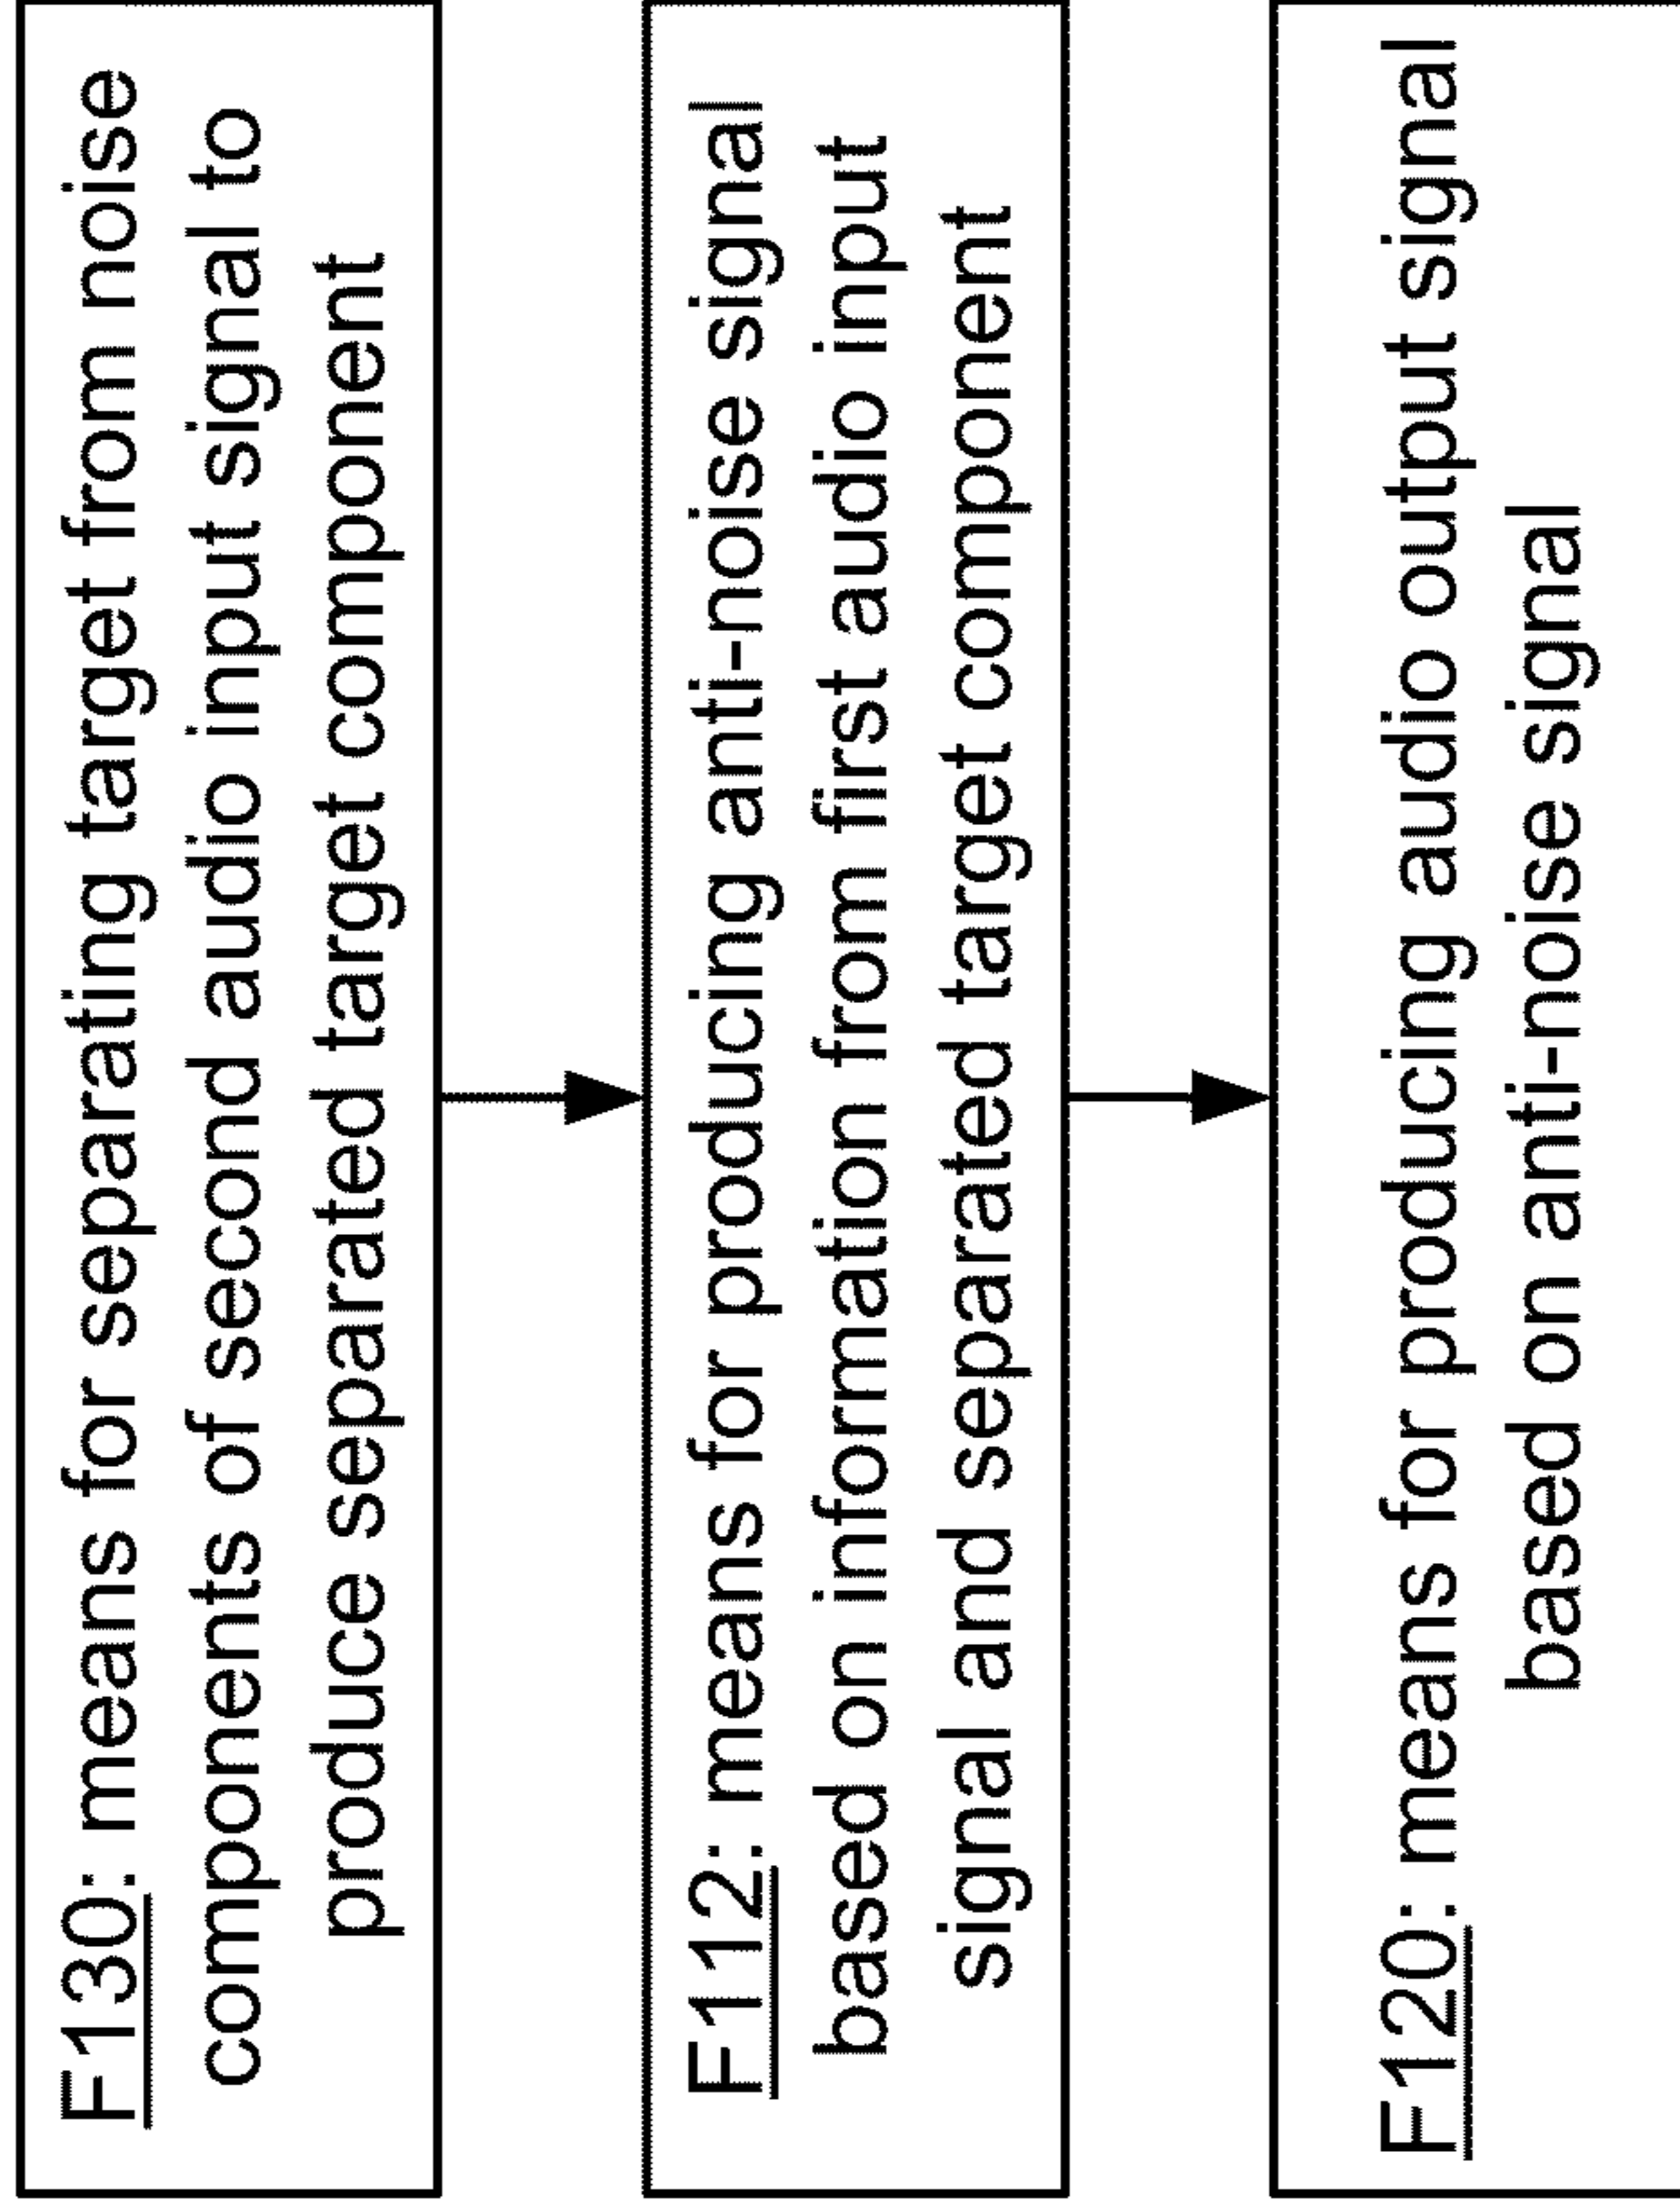 F130: means for separating target from noise
components of second audio input signal to
produce separated target component
F112: means for producing anti-noise signal
based on information from first audio input
signal and separated target component
F120: means for producing audio output signal
based on anti-noise signal